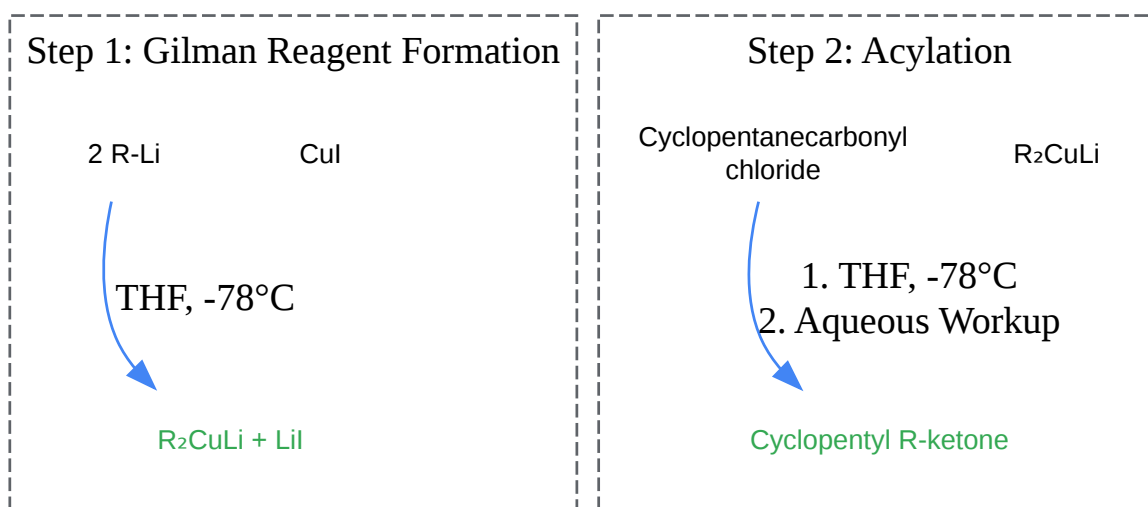 Step 1: Gilman Reagent Formation
2 R-Li
CuI
THF, -78°C
R₂CuLi + LiI
Step 2: Acylation
Cyclopentanecarbonyl
chloride
R₂CuLi
1. THF, -78°C
2. Aqueous Workup
Cyclopentyl R-ketone